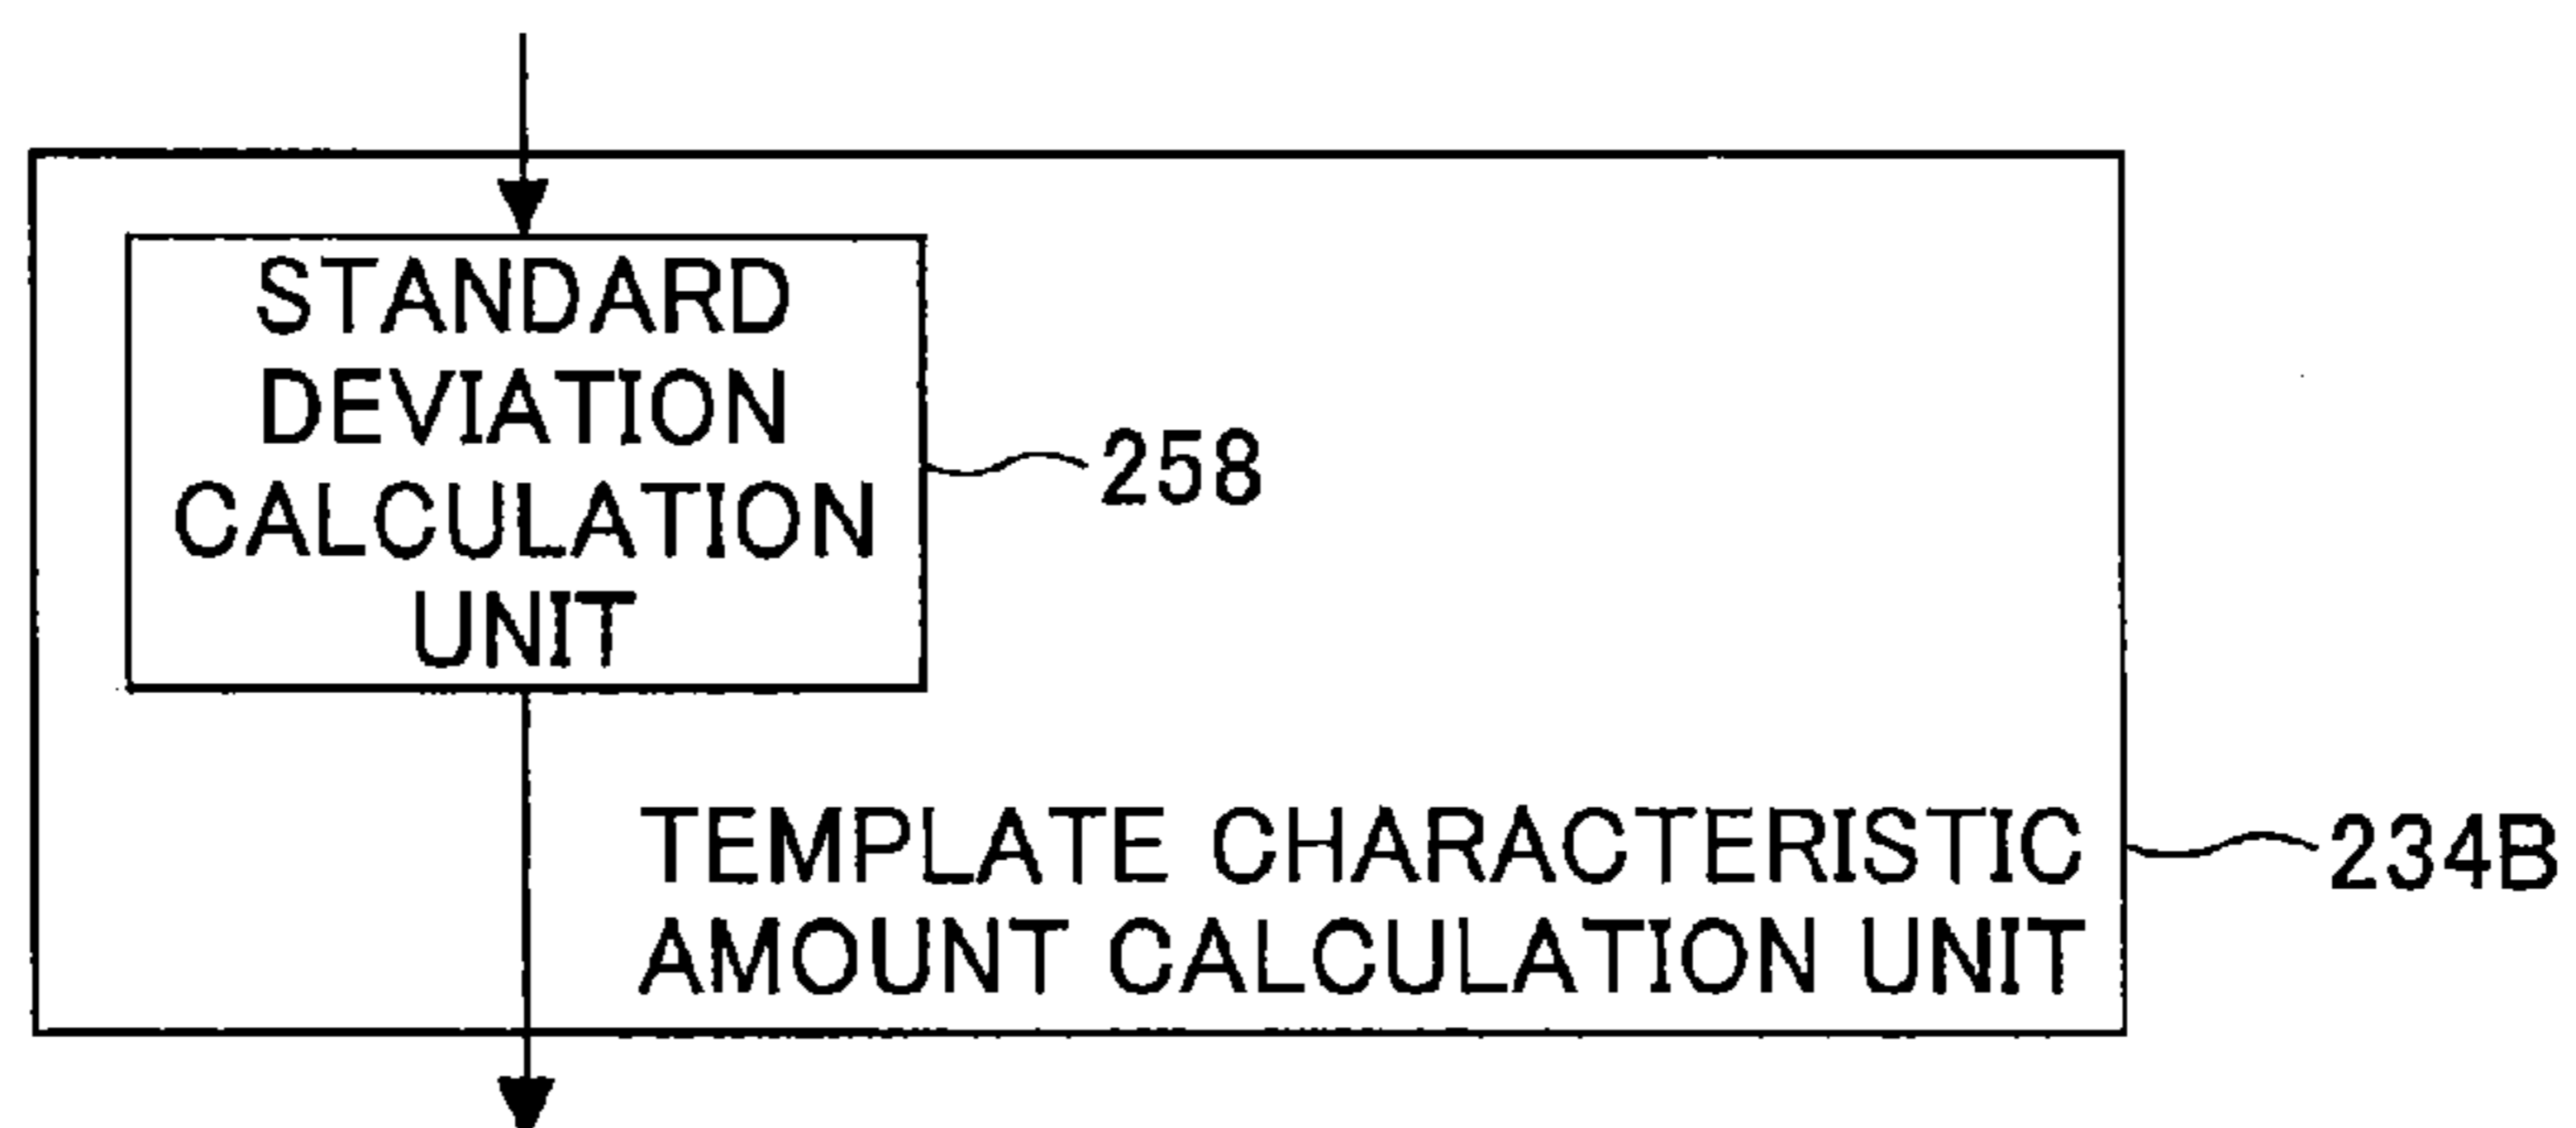 STANDARD
DEVIATION
CALCULATION
UNIT
258
TEMPLATE CHARACTERISTIC
AMOUNT CALCULATION UNIT
234B